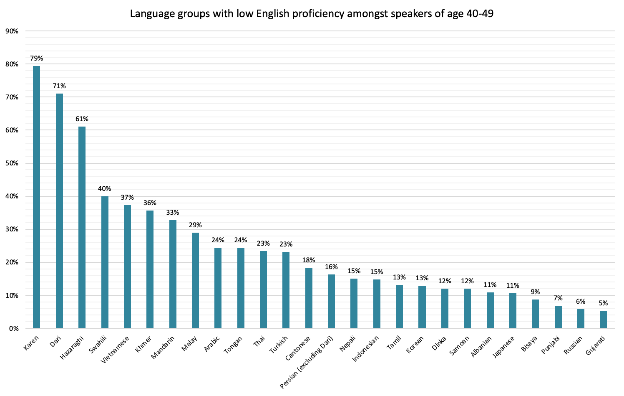 Language groups with low English proficiency amongst speakers of age 40-49
90%
80%
70%
60%
50%
40%
30%
20%
10%
0%
79%
71%
61%
40%
37%
36%
33%
29%
24%
24%
23%
23%
18%
16%
15%
15%
13%
13%
12%
12%
11%
11%
9%
7%
6%
5%
Karen
Dari
Hazaraghi
Swahili
Vietnamese
Khmer
Mandarin
Malay
Arabic
Tongan
Thai
Turkish
Cantonese
Persian (excluding Dari)
Nepali
Indonesian
Tamil
Korean
Dinka
Samoan
Albanian
Japanese
Bisaya
Punjabi
Russian
Gujarati